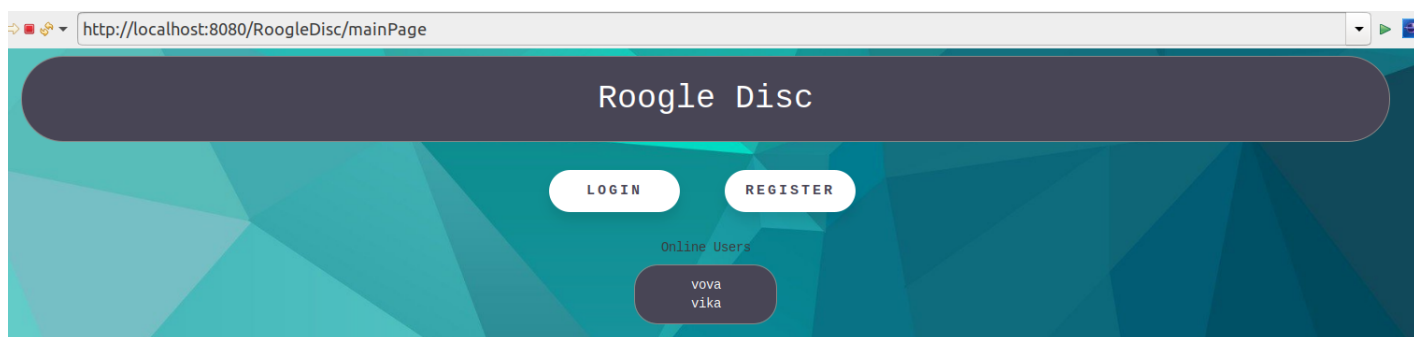 http://localhost:8080/RoogleDisc/mainPage
Roogle Disc
LOGIN REGISTER
Online Users
vova
vika